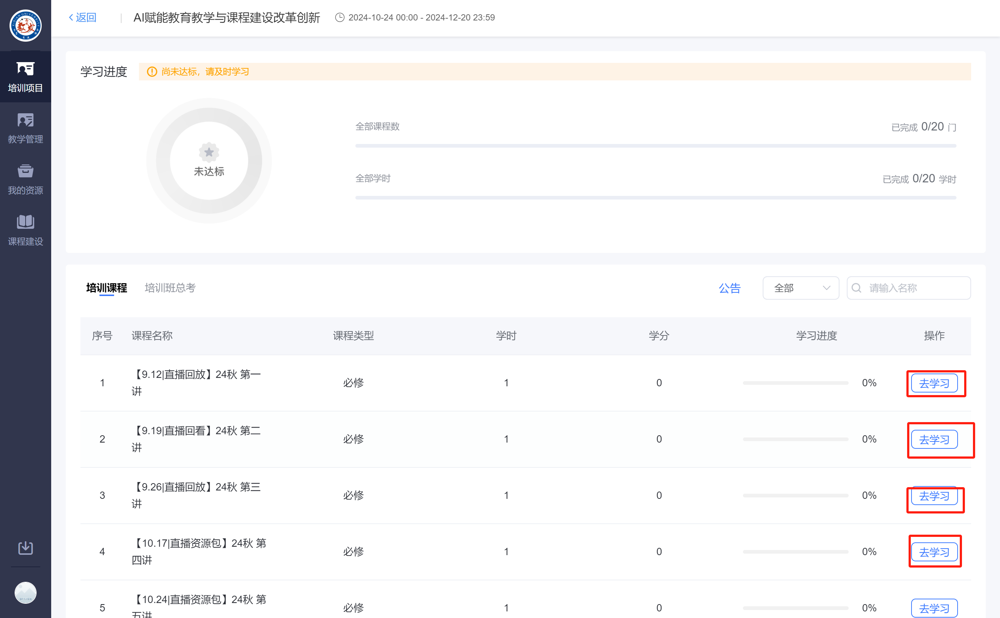 XIDIAN UNIVERSITY
返回
AI赋能教育教学与课程建设改革创新
2024-10-24 00:00 - 2024-12-20 23:59
培训项目
教学管理
我的资源
课程建设
学习进度
尚未达标，请及时学习
未达标
全部课程数
已完成 0/20 门
全部学时
已完成 0/20 学时
培训课程
培训班总考
公告
全部
请输入名称
序号 课程名称 课程类型 学时 学分 学习进度 操作
1 【9.12|直播回放】24秋 第一 必修 1 0 0% 去学习
讲
2 【9.19|直播回看】24秋 第二 必修 1 0 0% 去学习
讲
3 【9.26|直播回放】24秋 第三 必修 1 0 0% 去学习
讲
4 【10.17|直播资源包】24秋 第 必修 1 0 0% 去学习
四讲
5 【10.24|直播资源包】24秋 第 必修 1 0 0% 去学习
五讲